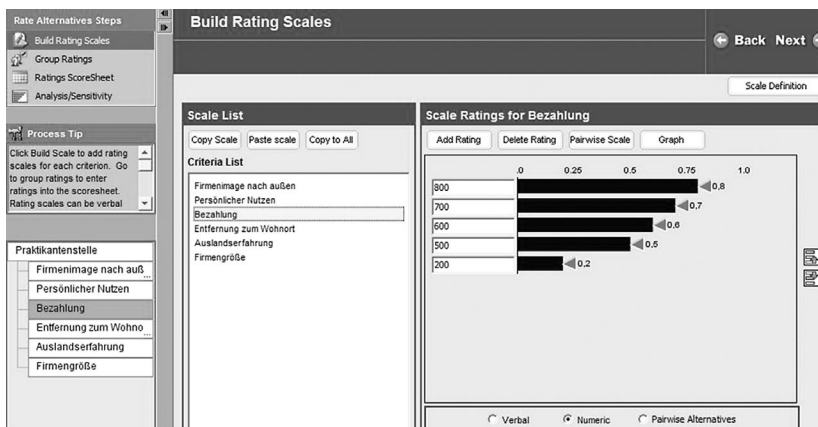 Rate Alternatives Steps
Build Rating Scales
Group Ratings
Ratings ScoreSheet
Analysis/Sensitivity
Process Tip
Click Build Scale to add rating
scales for each criterion. Go
to group ratings to enter
ratings into the scoresheet.
Rating scales can be verbal
Praktikantenstelle
Firmenimage nach auß...
Persönlicher Nutzen
Bezahlung
Entfernung zum Wohno...
Auslandserfahrung
Firmengröße
Build Rating Scales
Back Next
Scale Definition
Scale List
Copy Scale Paste scale Copy to All
Criteria List
Firmenimage nach außen
Persönlicher Nutzen
Bezahlung
Entfernung zum Wohnort
Auslandserfahrung
Firmengröße
Scale Ratings for Bezahlung
Add Rating Delete Rating Pairwise Scale Graph
.0 0.25 0.5 0.75 1.0
800 0,8
700 0,7
600 0,6
500 0,5
200 0,2
Verbal Numeric Pairwise Alternatives